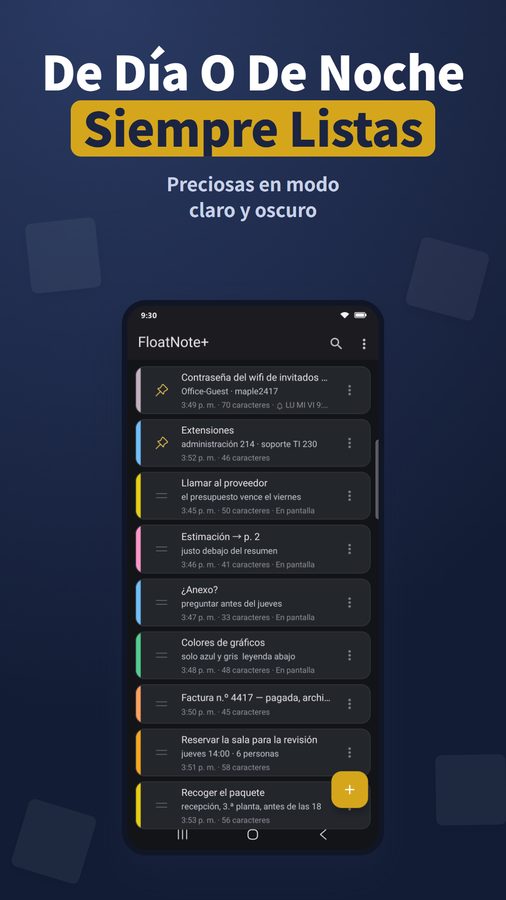 De Día O De Noche
Siempre Listas
Preciosas en modo
claro y oscuro
9:30
FloatNote+
Contraseña del wifi de invitados ...
Office-Guest · maple2417
3:49 p. m. · 70 caracteres · LU MI VI 9:...
Extensiones
administración 214 · soporte TI 230
3:52 p. m. · 46 caracteres
Llamar al proveedor
el presupuesto vence el viernes
3:45 p. m. · 50 caracteres · En pantalla
Estimación → p. 2
justo debajo del resumen
3:46 p. m. · 41 caracteres · En pantalla
¿Anexo?
preguntar antes del jueves
3:47 p. m. · 33 caracteres · En pantalla
Colores de gráficos
solo azul y gris leyenda abajo
3:48 p. m. · 48 caracteres · En pantalla
Factura n.º 4417 — pagada, archi...
3:50 p. m. · 45 caracteres
Reservar la sala para la revisión
jueves 14:00 · 6 personas
3:51 p. m. · 58 caracteres
Recoger el paquete
recepción, 3.ª planta, antes de las 18
3:53 p. m. · 56 caracteres